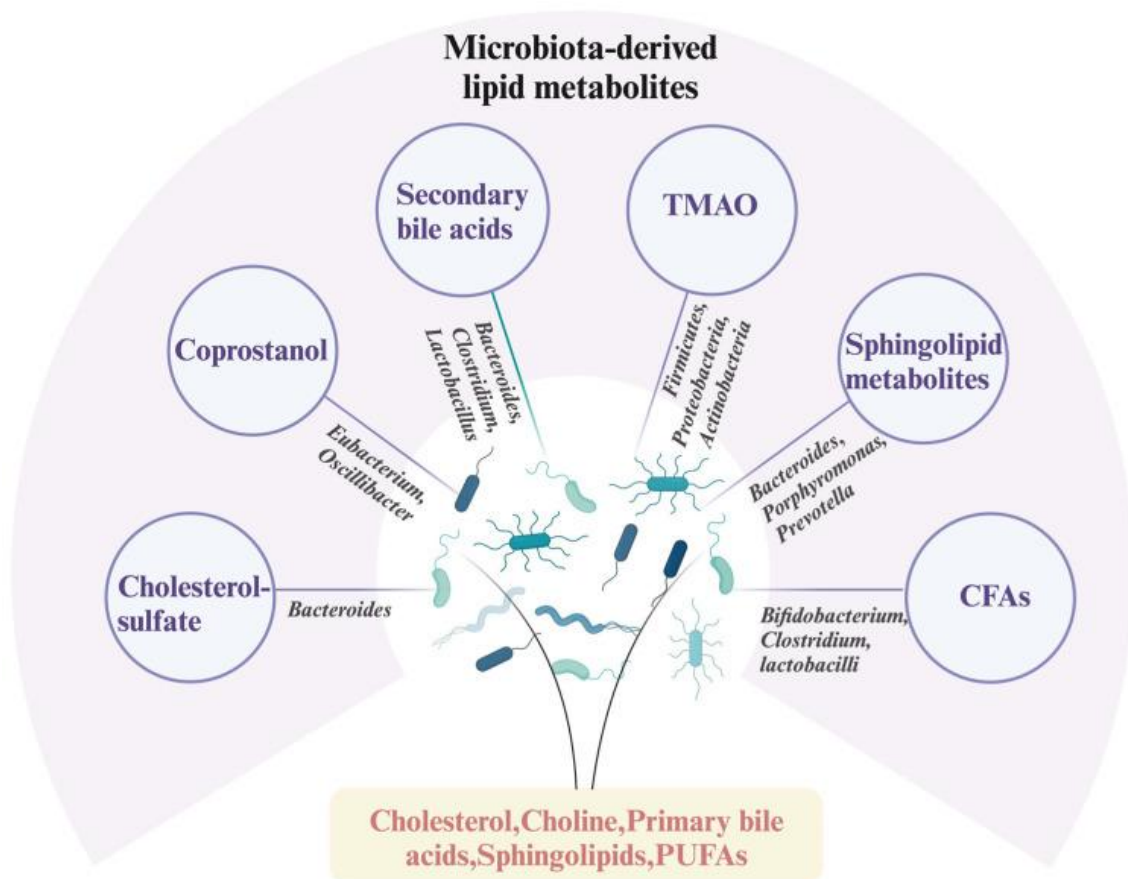 Microbiota-derived
lipid metabolites
Secondary
bile acids
TMAO
Coprostanol
Sphingolipid
metabolites
Cholesterol-
sulfate
CFAs
Bacteroides,
Clostridium,
Lactobacillus
Firmicutes,
Proteobacteria,
Actinobacteria
Eubacterium,
Oscillibacter
Bacteroides,
Porphyromonas,
Prevotella
Bacteroides
Bifidobacterium,
Clostridium,
lactobacilli
Cholesterol,Choline,Primary bile
acids,Sphingolipids,PUFAs